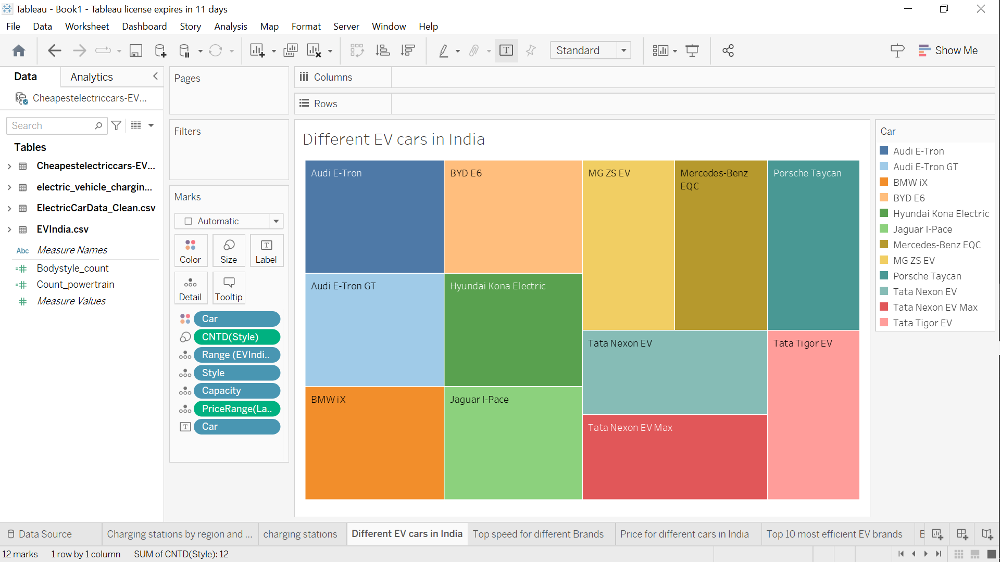 Tableau - Book1 - Tableau license expires in 11 days
File Data Worksheet Dashboard Story Analysis Map Format Server Window Help
Standard
Show Me
Data
Analytics
Cheapestelectriccars-EV...
Search
Tables
Cheapestelectriccars-EV...
electric_vehicle_chargin...
ElectricCarData_Clean.csv
EVIndia.csv
Abc Measure Names
Bodystyle_count
Count_powertrain
Measure Values
Pages
Filters
Marks
Automatic
Color
Size
Label
Detail
Tooltip
Car
CNTD(Style)
Range (EVIndi..
Style
Capacity
PriceRange(La..
Car
Columns
Rows
Different EV cars in India
Audi E-Tron
BYD E6
MG ZS EV
Mercedes-Benz
EQC
Porsche Taycan
Audi E-Tron GT
Hyundai Kona Electric
Tata Nexon EV
Tata Tigor EV
BMW iX
Jaguar I-Pace
Tata Nexon EV Max
Car
Audi E-Tron
Audi E-Tron GT
BMW iX
BYD E6
Hyundai Kona Electric
Jaguar I-Pace
Mercedes-Benz EQC
MG ZS EV
Porsche Taycan
Tata Nexon EV
Tata Nexon EV Max
Tata Tigor EV
Data Source
Charging stations by region and ...
charging stations
Different EV cars in India
Top speed for different Brands
Price for different cars in India
Top 10 most efficient EV brands
12 marks 1 row by 1 column SUM of CNTD(Style): 12